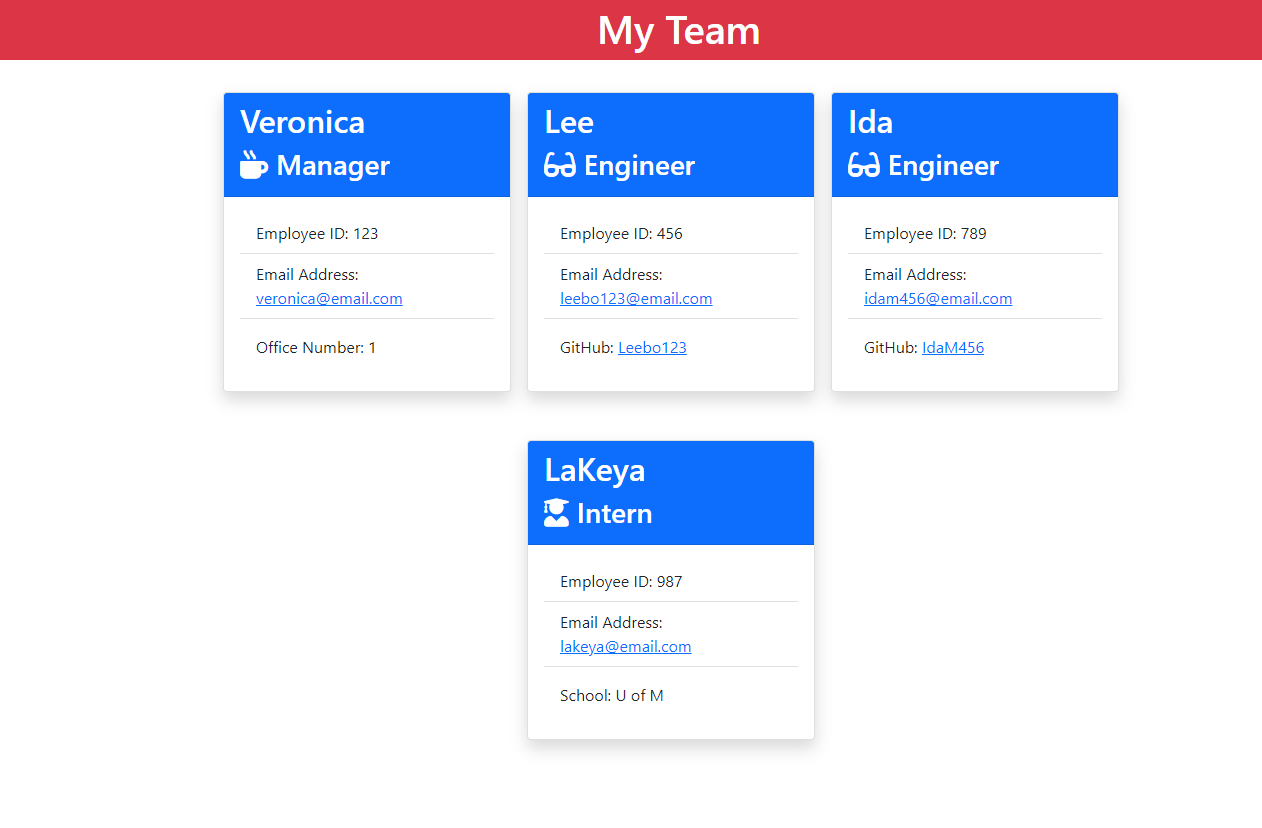 My Team
Veronica
Manager
Employee ID: 123
Email Address:
veronica@email.com
Office Number: 1
Lee
Engineer
Employee ID: 456
Email Address:
leebo123@email.com
GitHub: Leebo123
Ida
Engineer
Employee ID: 789
Email Address:
idam456@email.com
GitHub: IdaM456
LaKeya
Intern
Employee ID: 987
Email Address:
lakeya@email.com
School: U of M